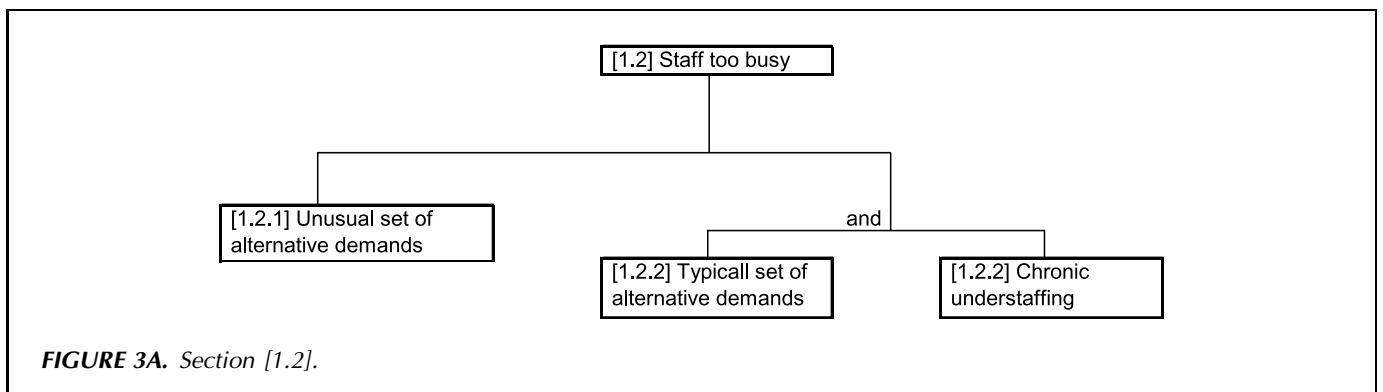 [1.2] Staff too busy
[1.2.1] Unusual set of
alternative demands
and
[1.2.2] Typicall set of
alternative demands
[1.2.2] Chronic
understaffing
FIGURE 3A. Section [1.2].